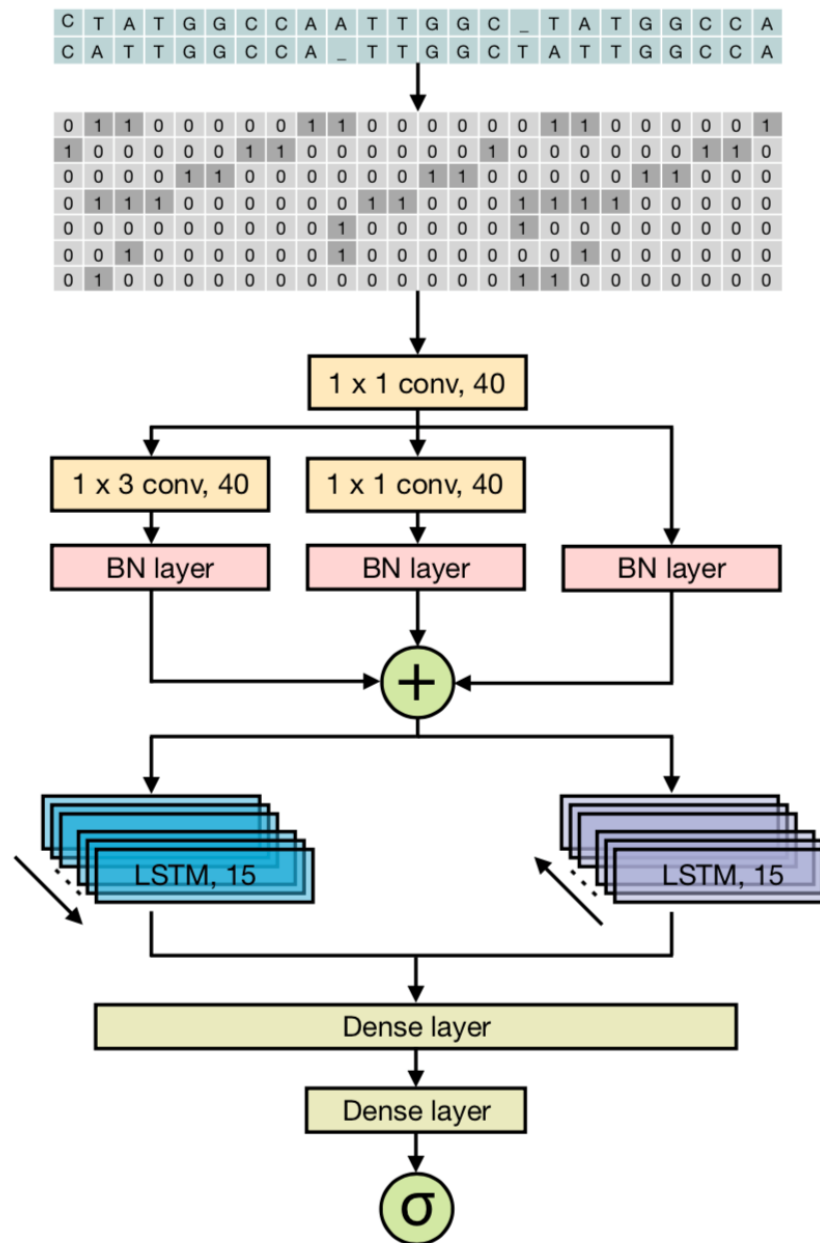 C T A T G G C C A A T T G G C _ T A T G G C C A
C A T T G G C C A _ T T G G C T A T T G G C C A
0 1 1 0 0 0 0 0 1 1 0 0 0 0 0 0 1 1 0 0 0 0 0 1
1 0 0 0 0 0 1 1 0 0 0 0 0 0 1 0 0 0 0 0 0 1 1 0
0 0 0 0 1 1 0 0 0 0 0 0 1 1 0 0 0 0 0 1 1 0 0 0
0 1 1 1 0 0 0 0 0 0 1 1 0 0 0 1 1 1 1 0 0 0 0 0
0 0 0 0 0 0 0 0 0 1 0 0 0 0 0 1 0 0 0 0 0 0 0 0
0 0 1 0 0 0 0 0 0 1 0 0 0 0 0 0 0 1 0 0 0 0 0 0
0 1 0 0 0 0 0 0 0 0 0 0 0 0 0 1 1 0 0 0 0 0 0 0
1 x 1 conv, 40
1 x 3 conv, 40
1 x 1 conv, 40
BN layer
BN layer
BN layer
+
LSTM, 15
LSTM, 15
Dense layer
Dense layer
σ